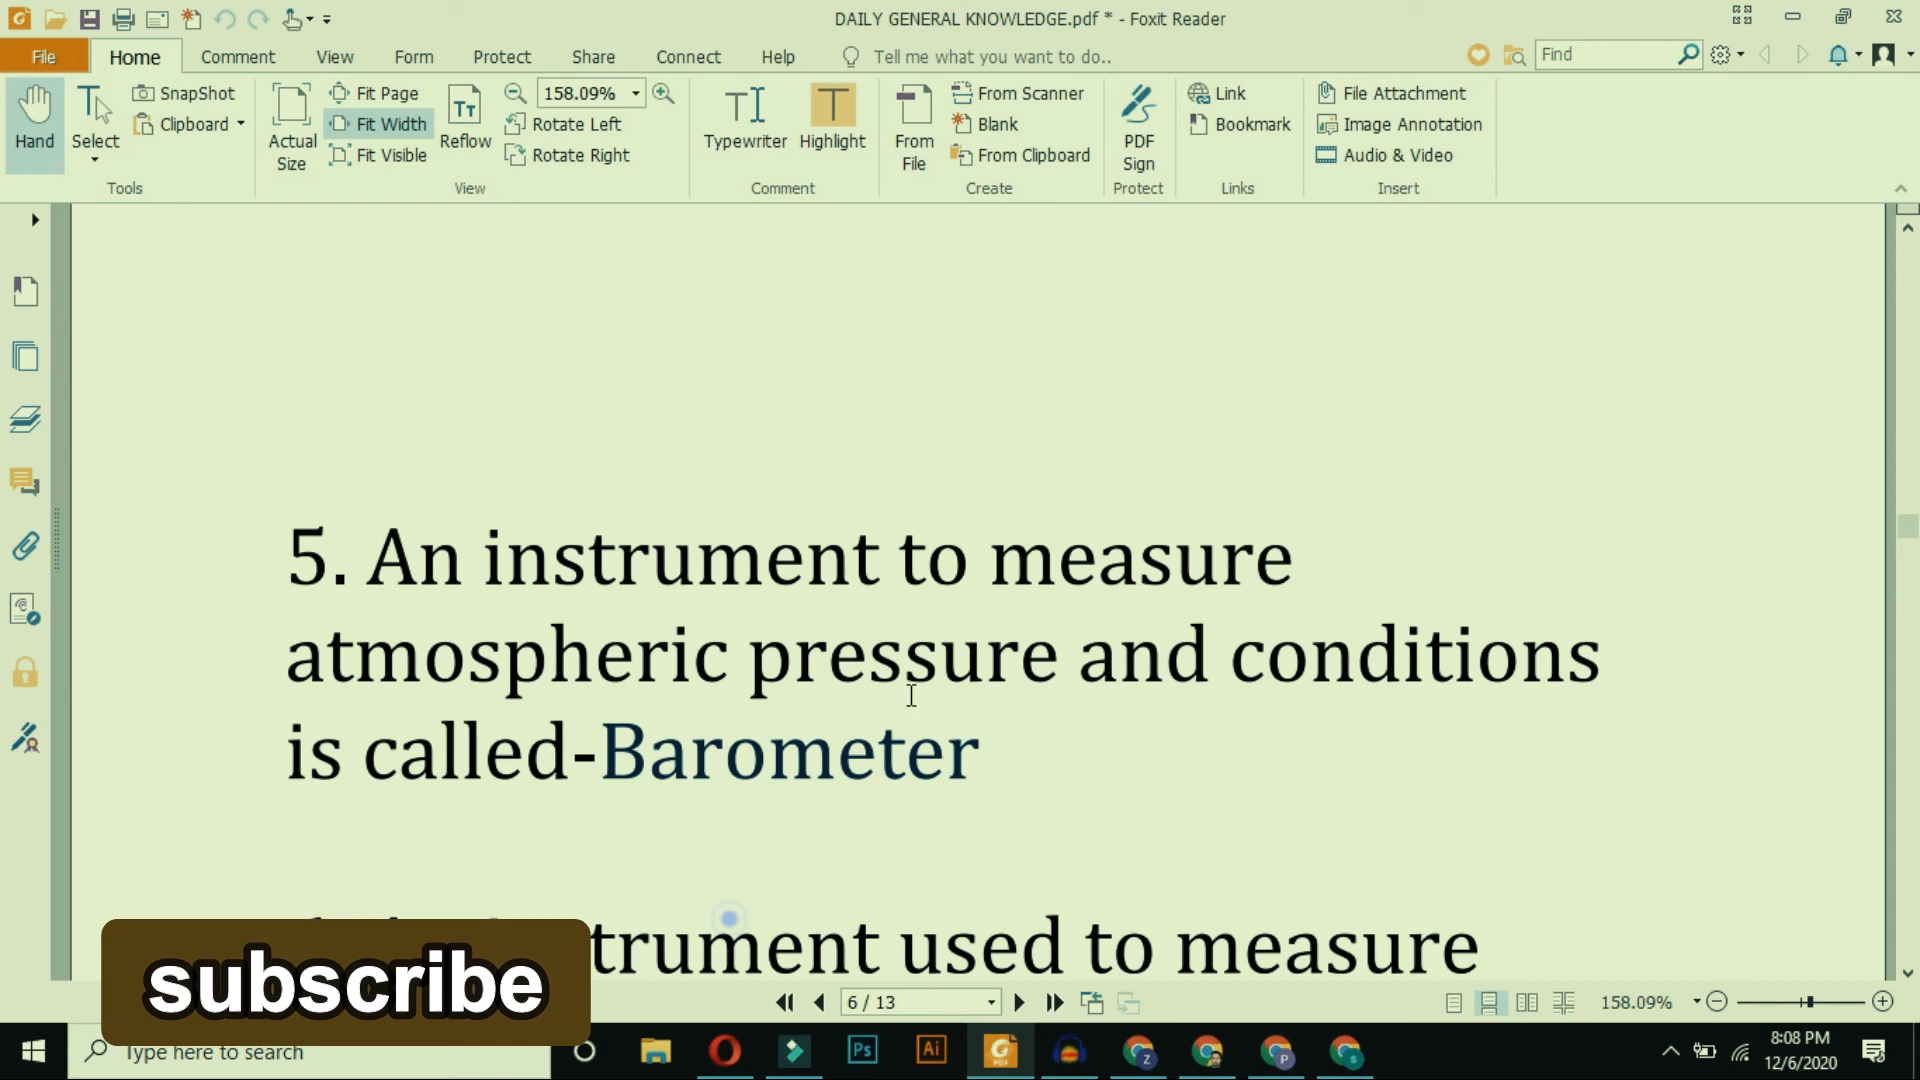 DAILY GENERAL KNOWLEDGE.pdf * - Foxit Reader
File Home Comment View Form Protect Share Connect Help Tell me what you want to do.. Find
Hand
Select
SnapShot
Clipboard
Tools
Actual Size
Fit Page
Fit Width
Fit Visible
Reflow
158.09%
Rotate Left
Rotate Right
View
Typewriter
Highlight
Comment
From File
From Scanner
Blank
From Clipboard
Create
PDF Sign
Protect
Link
Bookmark
Links
File Attachment
Image Annotation
Audio & Video
Insert
5. An instrument to measure
atmospheric pressure and conditions
is called-Barometer
trument used to measure
subscribe
6 / 13
158.09%
Type here to search
Ps
Ai
PDF
Z
P
S
8:08 PM
12/6/2020